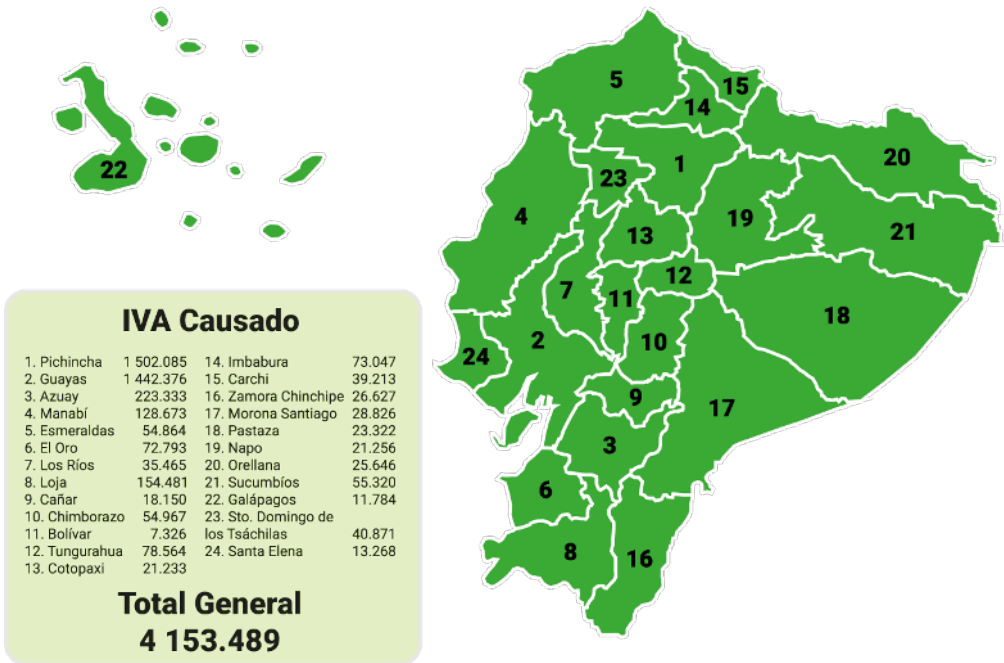 22
5
15
14
20
1
23
19
4
21
13
12
7
11
18
2
10
24
9
17
3
6
8
16
IVA Causado
1. Pichincha 1 502.085
2. Guayas 1 442.376
3. Azuay 223.333
4. Manabí 128.673
5. Esmeraldas 54.864
6. El Oro 72.793
7. Los Ríos 35.465
8. Loja 154.481
9. Cañar 18.150
10. Chimborazo 54.967
11. Bolívar 7.326
12. Tungurahua 78.564
13. Cotopaxi 21.233
14. Imbabura 73.047
15. Carchi 39.213
16. Zamora Chinchipe 26.627
17. Morona Santiago 28.826
18. Pastaza 23.322
19. Napo 21.256
20. Orellana 25.646
21. Sucumbíos 55.320
22. Galápagos 11.784
23. Sto. Domingo de
los Tsáchilas 40.871
24. Santa Elena 13.268
Total General
4 153.489